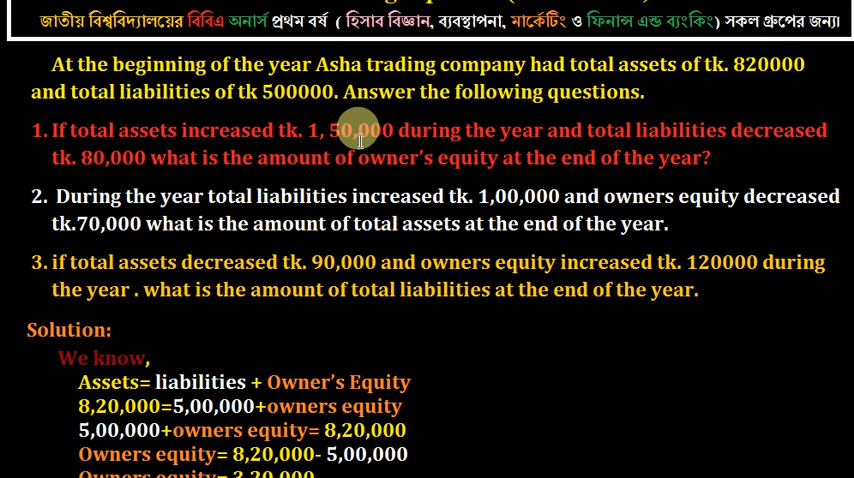 জাতীয় বিশ্ববিদ্যালয়ের বিবিএ অনার্স প্রথম বর্ষ ( হিসাব বিজ্ঞান, ব্যবস্থাপনা, মার্কেটিং ও ফিনান্স এন্ড ব্যংকিং) সকল গ্রুপের জন্য।
At the beginning of the year Asha trading company had total assets of tk. 820000
and total liabilities of tk 500000. Answer the following questions.
1. If total assets increased tk. 1, 50,000 during the year and total liabilities decreased
tk. 80,000 what is the amount of owner's equity at the end of the year?
2. During the year total liabilities increased tk. 1,00,000 and owners equity decreased
tk.70,000 what is the amount of total assets at the end of the year.
3. if total assets decreased tk. 90,000 and owners equity increased tk. 120000 during
the year . what is the amount of total liabilities at the end of the year.
Solution:
We know,
Assets= liabilities + Owner's Equity
8,20,000=5,00,000+owners equity
5,00,000+owners equity= 8,20,000
Owners equity= 8,20,000- 5,00,000
Owners equity= 3,20,000